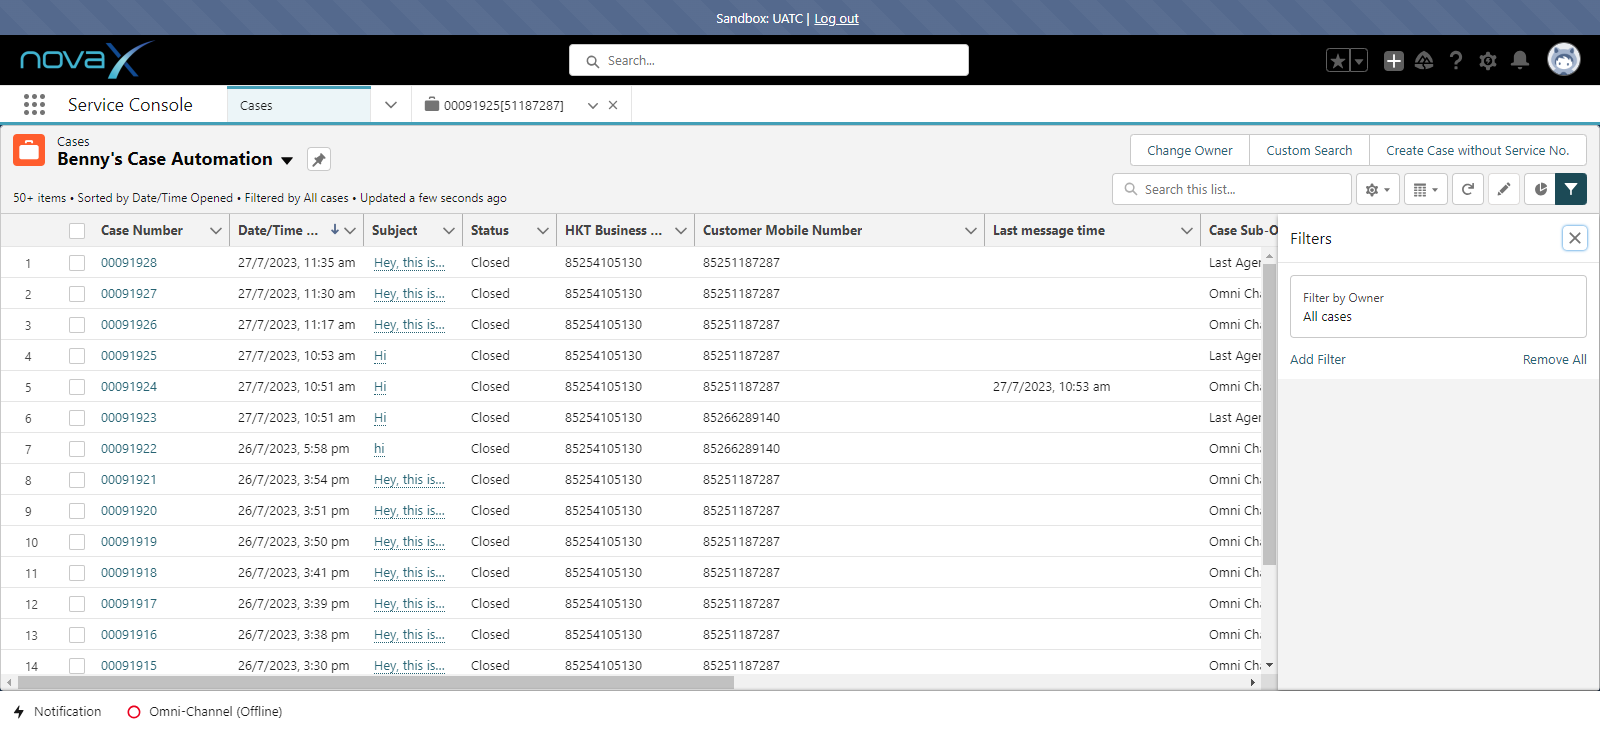 Sandbox: UATC | Log out
novaX
Search...
Service Console
Cases
00091925[51187287]
Cases
Benny's Case Automation
Change Owner
Custom Search
Create Case without Service No.
50+ items • Sorted by Date/Time Opened • Filtered by All cases • Updated a few seconds ago
Search this list...
Case Number Date/Time ... Subject Status HKT Business ... Customer Mobile Number Last message time Case Sub-O
1 00091928 27/7/2023, 11:35 am Hey, this is... Closed 85254105130 85251187287 Last Ager
2 00091927 27/7/2023, 11:30 am Hey, this is... Closed 85254105130 85251187287 Omni Cha
3 00091926 27/7/2023, 11:17 am Hey, this is... Closed 85254105130 85251187287 Omni Cha
4 00091925 27/7/2023, 10:53 am Hi Closed 85254105130 85251187287 Last Ager
5 00091924 27/7/2023, 10:51 am Hi Closed 85254105130 85251187287 27/7/2023, 10:53 am Omni Cha
6 00091923 27/7/2023, 10:51 am Hi Closed 85254105130 85266289140 Last Ager
7 00091922 26/7/2023, 5:58 pm hi Closed 85254105130 85266289140 Omni Cha
8 00091921 26/7/2023, 3:54 pm Hey, this is... Closed 85254105130 85251187287 Omni Cha
9 00091920 26/7/2023, 3:51 pm Hey, this is... Closed 85254105130 85251187287 Omni Cha
10 00091919 26/7/2023, 3:50 pm Hey, this is... Closed 85254105130 85251187287 Omni Cha
11 00091918 26/7/2023, 3:41 pm Hey, this is... Closed 85254105130 85251187287 Omni Cha
12 00091917 26/7/2023, 3:39 pm Hey, this is... Closed 85254105130 85251187287 Omni Cha
13 00091916 26/7/2023, 3:38 pm Hey, this is... Closed 85254105130 85251187287 Omni Cha
14 00091915 26/7/2023, 3:30 pm Hey, this is... Closed 85254105130 85251187287 Omni Cha
Filters
Filter by Owner
All cases
Add Filter
Remove All
Notification
Omni-Channel (Offline)